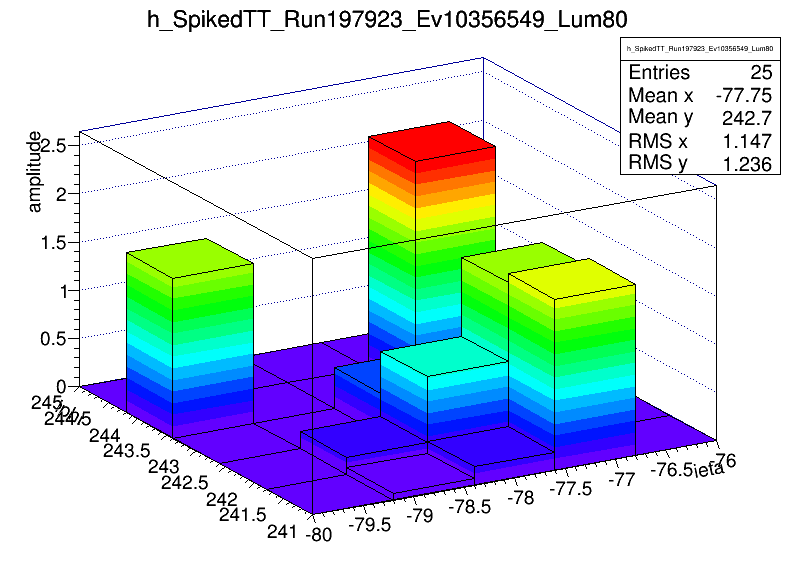 h_SpikedTT_Run197923_Ev10356549_Lum80
h_SpikedTT_Run197923_Ev10356549_Lum80
Entries 25
Mean x -77.75
Mean y 242.7
RMS x 1.147
RMS y 1.236
amplitude
2.5
2
1.5
1
0.5
0
245
244.5
244
243.5
243
242.5
242
241.5
241
-80
-79.5
-79
-78.5
-78
-77.5
-77
-76.5
-76
ieta